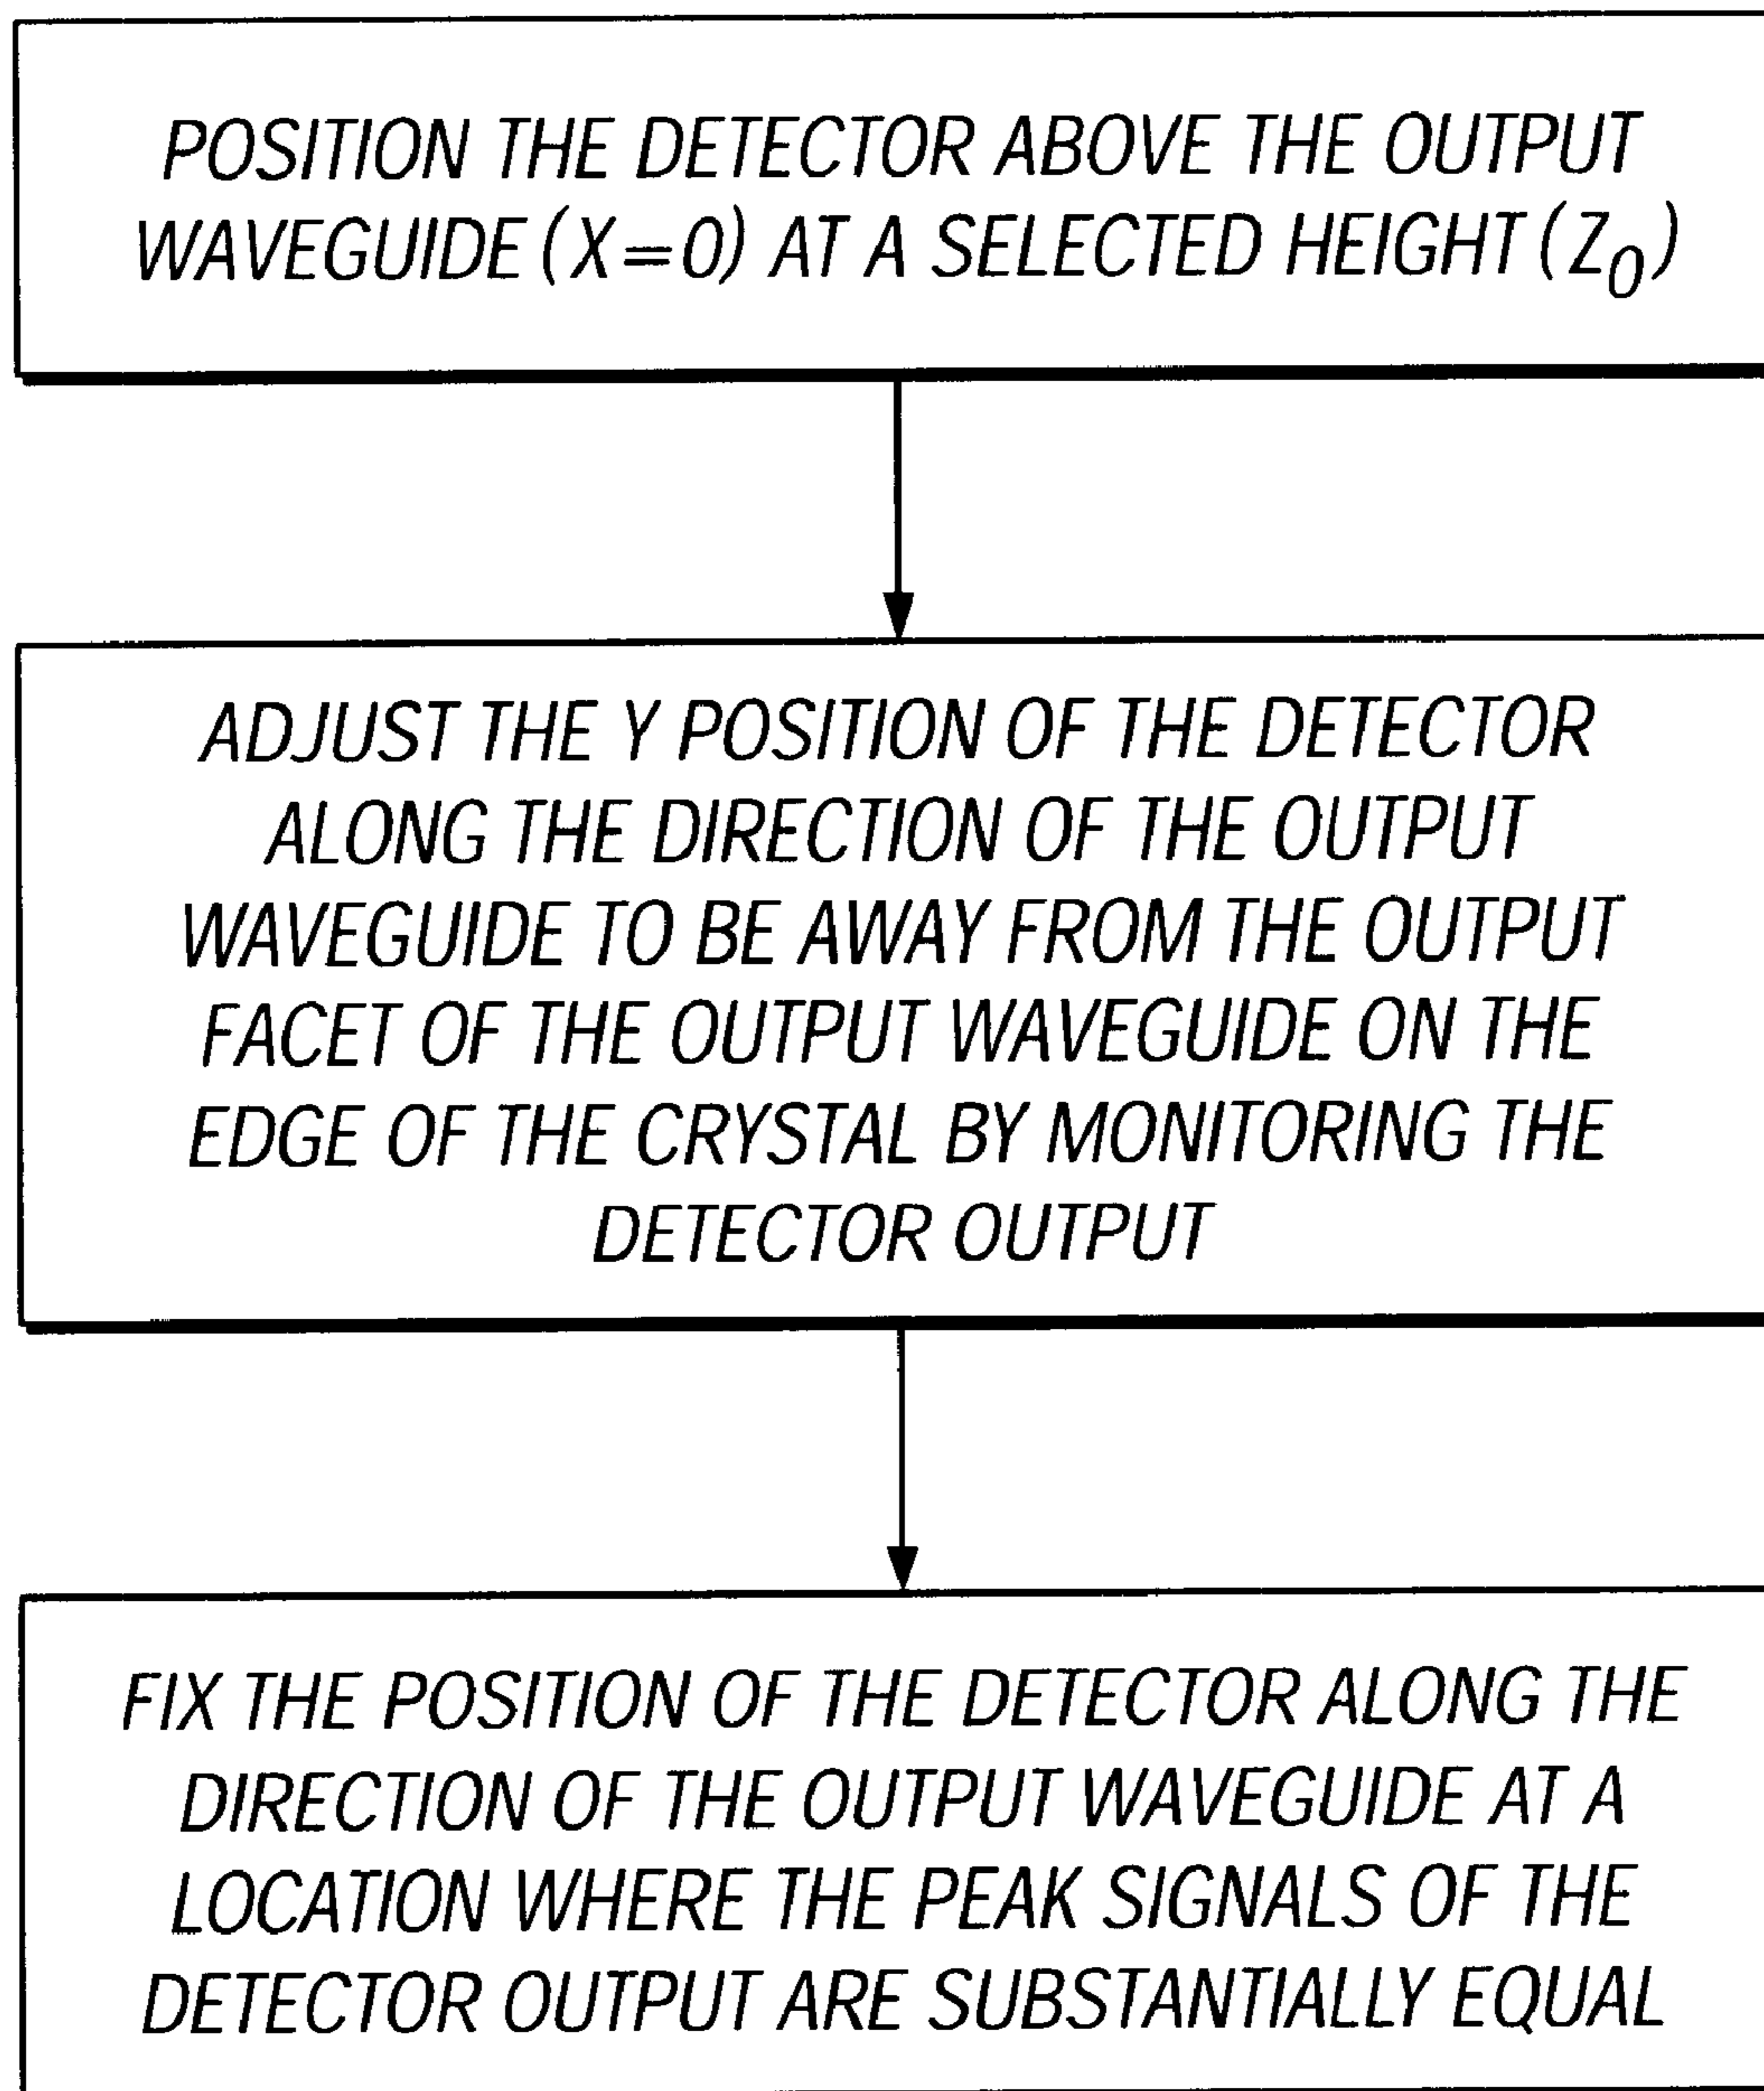 POSITION THE DETECTOR ABOVE THE OUTPUT
WAVEGUIDE (X=0) AT A SELECTED HEIGHT (Z₀)
ADJUST THE Y POSITION OF THE DETECTOR
ALONG THE DIRECTION OF THE OUTPUT
WAVEGUIDE TO BE AWAY FROM THE OUTPUT
FACET OF THE OUTPUT WAVEGUIDE ON THE
EDGE OF THE CRYSTAL BY MONITORING THE
DETECTOR OUTPUT
FIX THE POSITION OF THE DETECTOR ALONG THE
DIRECTION OF THE OUTPUT WAVEGUIDE AT A
LOCATION WHERE THE PEAK SIGNALS OF THE
DETECTOR OUTPUT ARE SUBSTANTIALLY EQUAL